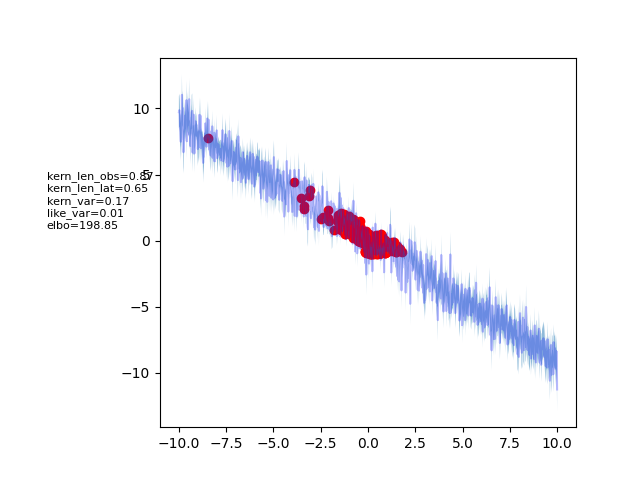 10
5
0
−5
−10
kern_len_obs=0.87
kern_len_lat=0.65
kern_var=0.17
like_var=0.01
elbo=198.85
−10.0 −7.5 −5.0 −2.5 0.0 2.5 5.0 7.5 10.0